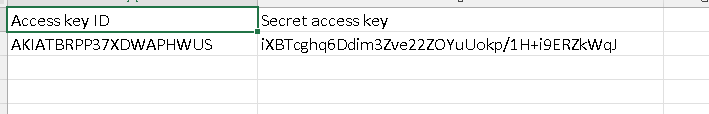 Access key ID Secret access key
AKIATBRPP37XDWAPHWUS iXBTcghq6Ddim3Zve22ZOYuUokp/1H+i9ERZkWqJ